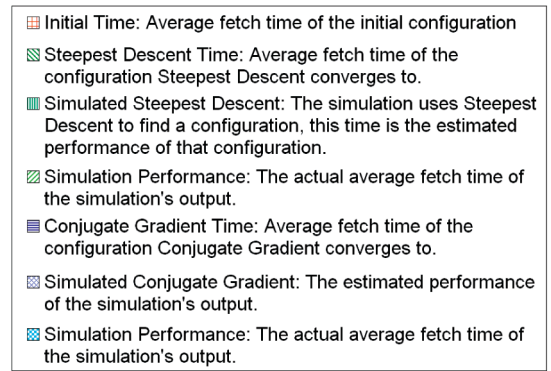 Initial Time: Average fetch time of the initial configuration
Steepest Descent Time: Average fetch time of the
configuration Steepest Descent converges to.
Simulated Steepest Descent: The simulation uses Steepest
Descent to find a configuration, this time is the estimated
performance of that configuration.
Simulation Performance: The actual average fetch time of
the simulation's output.
Conjugate Gradient Time: Average fetch time of the
configuration Conjugate Gradient converges to.
Simulated Conjugate Gradient: The estimated performance
of the simulation's output.
Simulation Performance: The actual average fetch time of
the simulation's output.